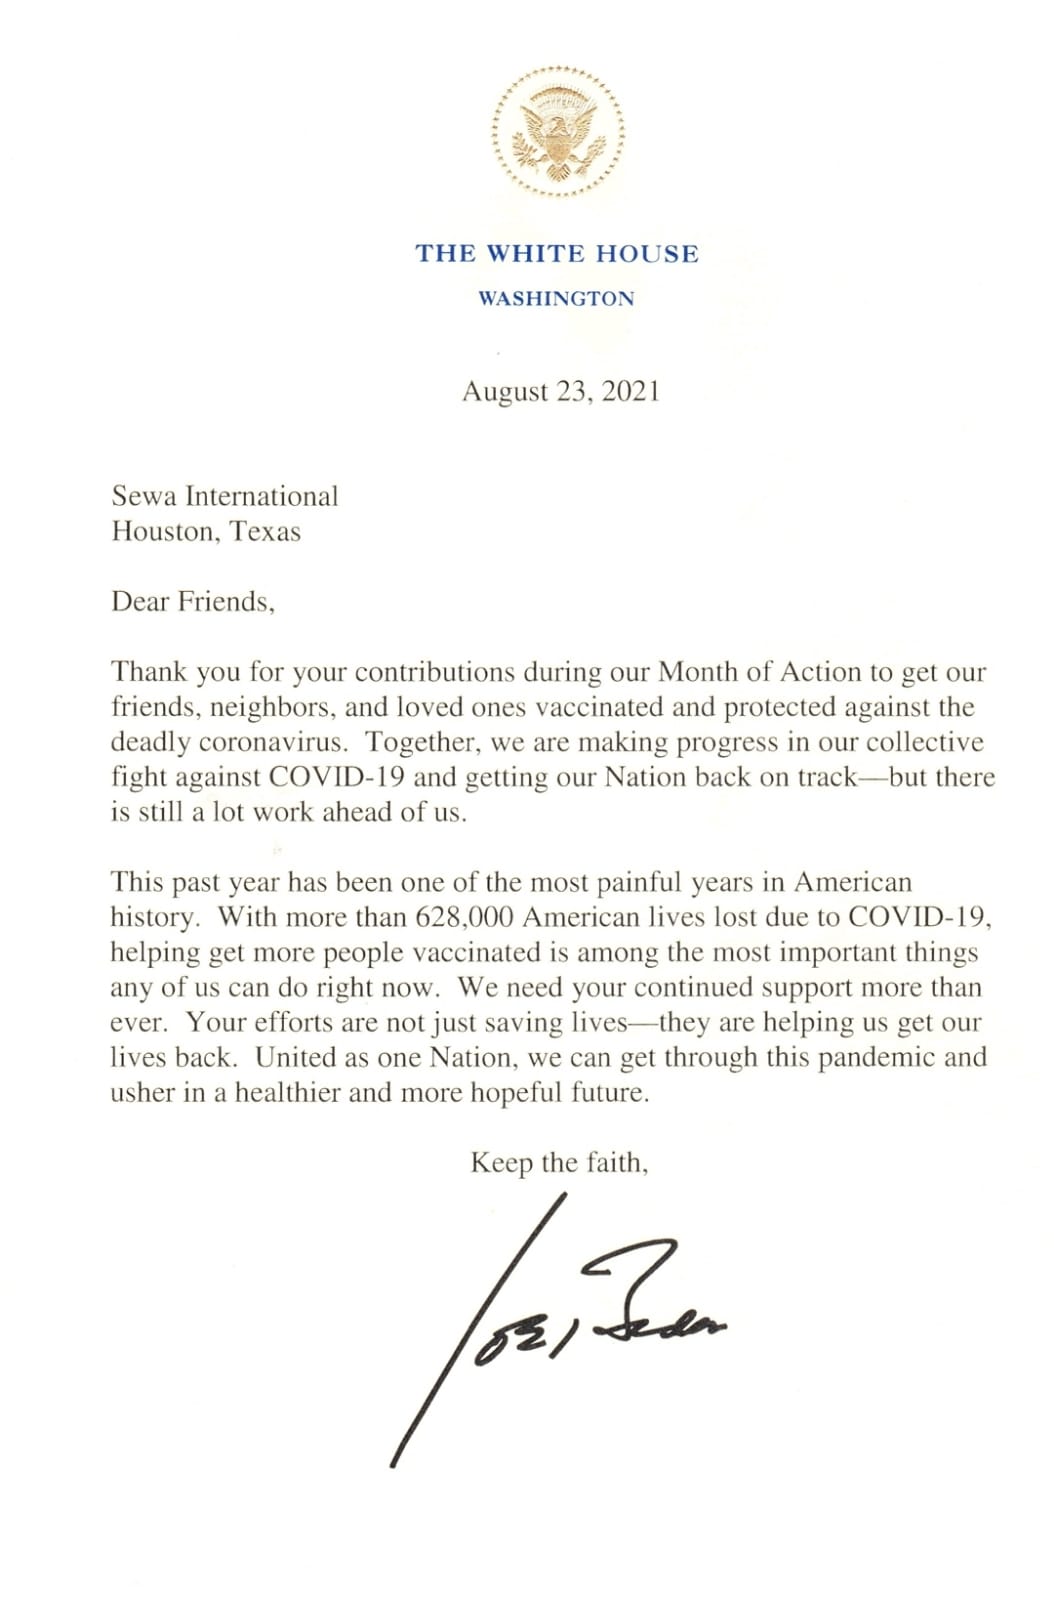 THE WHITE HOUSE
WASHINGTON
August 23, 2021
Sewa International
Houston, Texas
Dear Friends,
Thank you for your contributions during our Month of Action to get our
friends, neighbors, and loved ones vaccinated and protected against the
deadly coronavirus.  Together, we are making progress in our collective
fight against COVID-19 and getting our Nation back on track—but there
is still a lot work ahead of us.
This past year has been one of the most painful years in American
history.  With more than 628,000 American lives lost due to COVID-19,
helping get more people vaccinated is among the most important things
any of us can do right now.  We need your continued support more than
ever.  Your efforts are not just saving lives—they are helping us get our
lives back.  United as one Nation, we can get through this pandemic and
usher in a healthier and more hopeful future.
Keep the faith,
Joe Biden